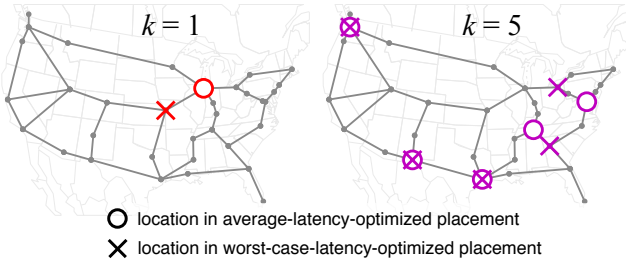 k = 1
k = 5
location in average-latency-optimized placement
location in worst-case-latency-optimized placement